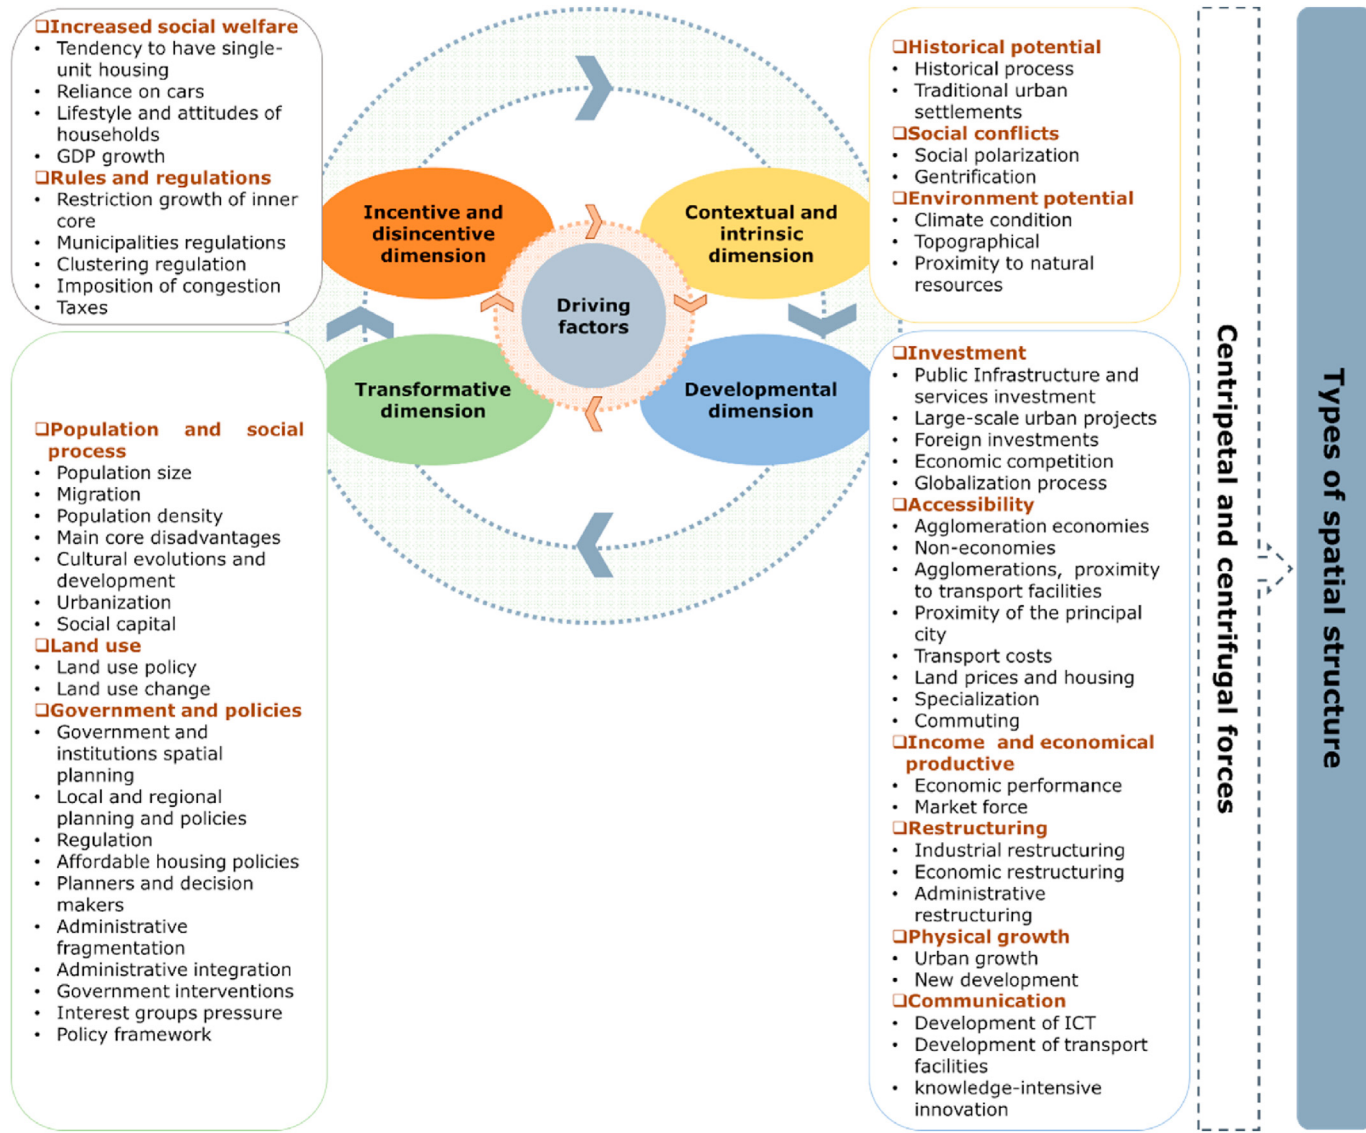 ❑Increased social welfare
• Tendency to have single-
unit housing
• Reliance on cars
• Lifestyle and attitudes of
households
• GDP growth
❑Rules and regulations
• Restriction growth of inner
core
• Municipalities regulations
• Clustering regulation
• Imposition of congestion
• Taxes
❑Population and social
process
• Population size
• Migration
• Population density
• Main core disadvantages
• Cultural evolutions and
development
• Urbanization
• Social capital
❑Land use
• Land use policy
• Land use change
❑Government and policies
• Government and
institutions spatial
planning
• Local and regional
planning and policies
• Regulation
• Affordable housing policies
• Planners and decision
makers
• Administrative
fragmentation
• Administrative integration
• Government interventions
• Interest groups pressure
• Policy framework
Incentive and
disincentive
dimension
Contextual and
intrinsic
dimension
Driving
factors
Transformative
dimension
Developmental
dimension
❑Historical potential
• Historical process
• Traditional urban
settlements
❑Social conflicts
• Social polarization
• Gentrification
❑Environment potential
• Climate condition
• Topographical
• Proximity to natural
resources
❑Investment
• Public Infrastructure and
services investment
• Large-scale urban projects
• Foreign investments
• Economic competition
• Globalization process
❑Accessibility
• Agglomeration economies
• Non-economies
• Agglomerations, proximity
to transport facilities
• Proximity of the principal
city
• Transport costs
• Land prices and housing
• Specialization
• Commuting
❑Income and economical
productive
• Economic performance
• Market force
❑Restructuring
• Industrial restructuring
• Economic restructuring
• Administrative
restructuring
❑Physical growth
• Urban growth
• New development
❑Communication
• Development of ICT
• Development of transport
facilities
• knowledge-intensive
innovation
Centripetal and centrifugal forces
Types of spatial structure